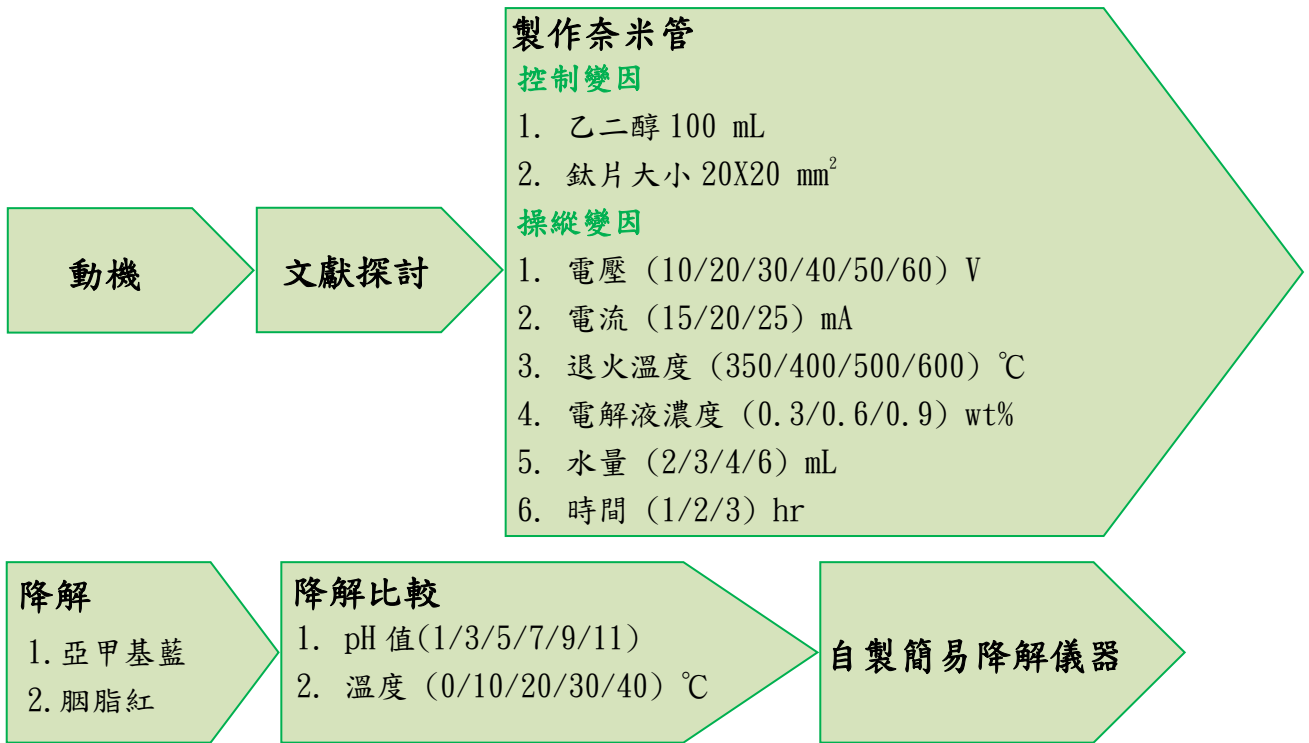 動機
文獻探討
製作奈米管
控制變因
1. 乙二醇 100 mL
2. 鈦片大小 20X20 mm²
操縱變因
1. 電壓 (10/20/30/40/50/60) V
2. 電流 (15/20/25) mA
3. 退火溫度 (350/400/500/600) ℃
4. 電解液濃度 (0.3/0.6/0.9) wt%
5. 水量 (2/3/4/6) mL
6. 時間 (1/2/3) hr
降解
1.亞甲基藍
2.胭脂紅
降解比較
1. pH 值(1/3/5/7/9/11)
2. 溫度 (0/10/20/30/40) ℃
自製簡易降解儀器